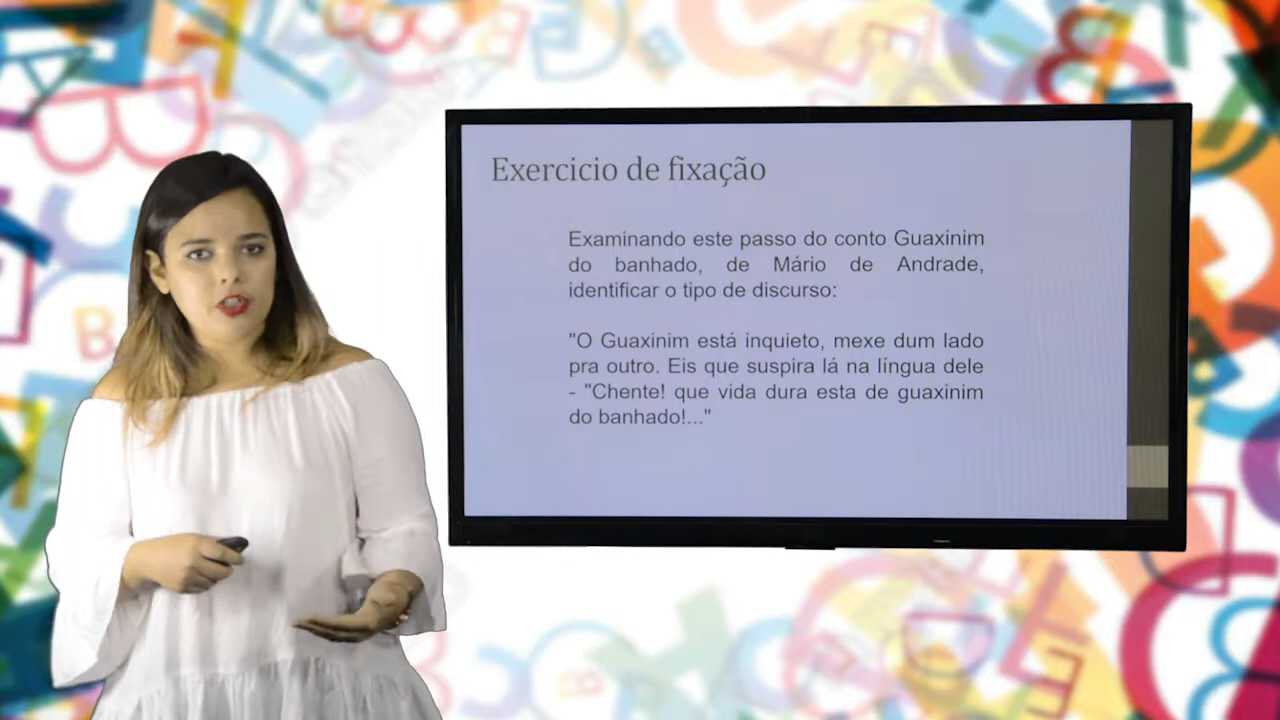 Exercicio de fixação
Examinando este passo do conto Guaxinim
do banhado, de Mário de Andrade,
identificar o tipo de discurso:
"O Guaxinim está inquieto, mexe dum lado
pra outro. Eis que suspira lá na língua dele
- "Chente! que vida dura esta de guaxinim
do banhado!..."